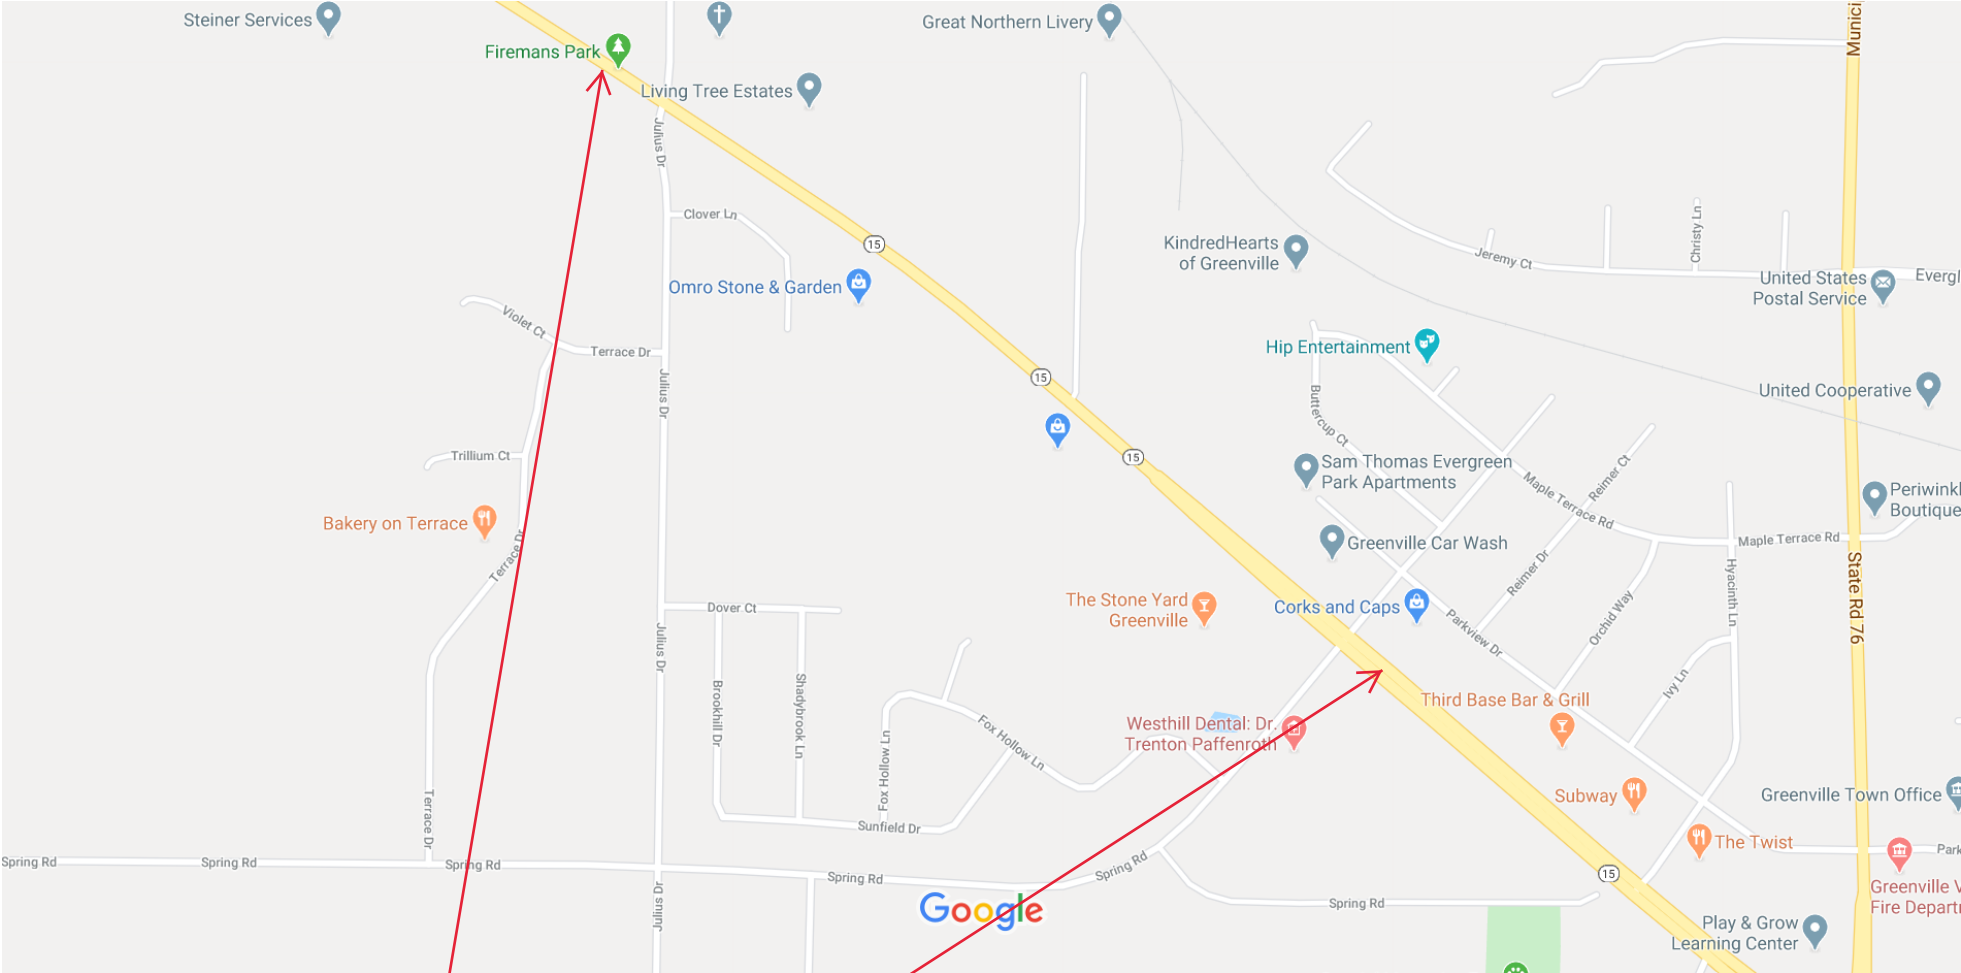 Steiner Services
Great Northern Livery
Munici
Firemans Park
Living Tree Estates
Julius Dr
Clover Ln
15
Christy Ln
KindredHearts
of Greenville
Jeremy Ct
Evergl
United States
Postal Service
Omro Stone & Garden
Violet Ct
Terrace Dr
Hip Entertainment
15
Julius Dr
Buttercup Ct
United Cooperative
15
Trillium Ct
Sam Thomas Evergreen
Park Apartments
Maple Terrace Rd
Reimer Ct
Periwinkl
Boutique
Bakery on Terrace
Terrace Dr
Greenville Car Wash
Maple Terrace Rd
Reimer Dr
Hyacinth Ln
State Rd 76
The Stone Yard
Greenville
Corks and Caps
Dover Ct
Parkview Dr
Orchid Way
Julius Dr
Brookhill Dr
Shadybrook Ln
Fox Hollow Ln
Fox Hollow Ln
Westhill Dental: Dr.
Trenton Paffenroth
Third Base Bar & Grill
Ivy Ln
Terrace Dr
Sunfield Dr
Subway
Greenville Town Office
The Twist
Park
Spring Rd
Spring Rd
Spring Rd
Spring Rd
Spring Rd
15
Julius Dr
Google
Spring Rd
Greenville V
Fire Departm
Play & Grow
Learning Center